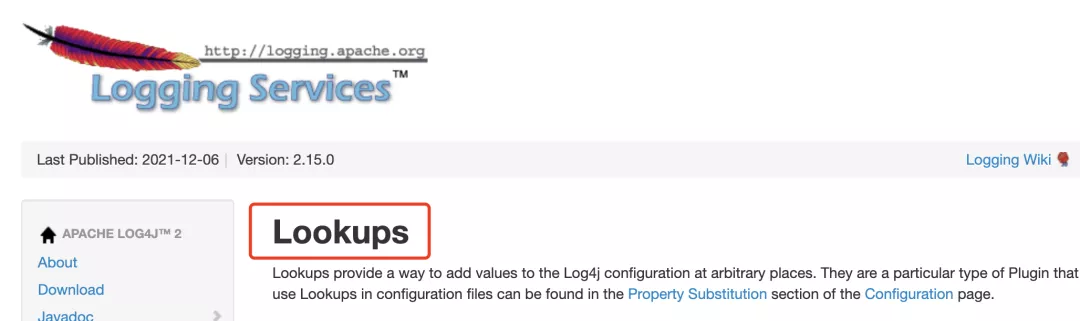 http://logging.apache.org
Logging Services™
Last Published: 2021-12-06 | Version: 2.15.0
Logging Wiki
APACHE LOG4J™ 2
About
Download
Javadoc
Lookups
Lookups provide a way to add values to the Log4j configuration at arbitrary places. They are a particular type of Plugin that
use Lookups in configuration files can be found in the Property Substitution section of the Configuration page.